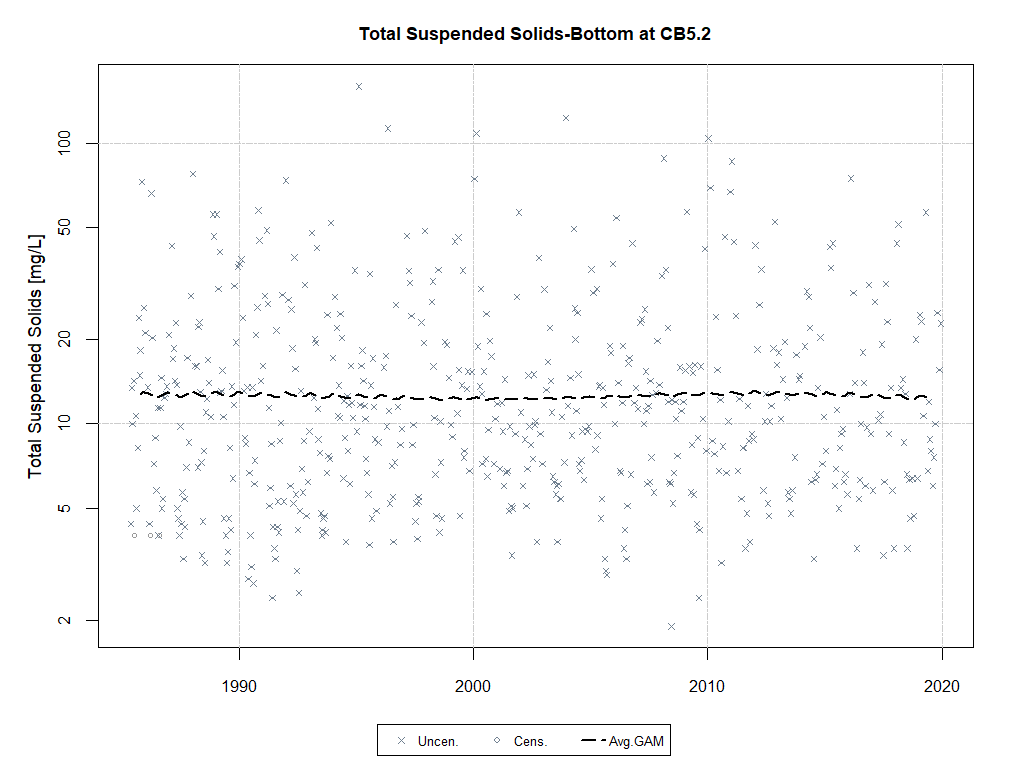 Total Suspended Solids-Bottom at CB5.2
Total Suspended Solids [mg/L]
100
50
20
10
5
2
1990 2000 2010 2020
Uncen. Cens. Avg.GAM